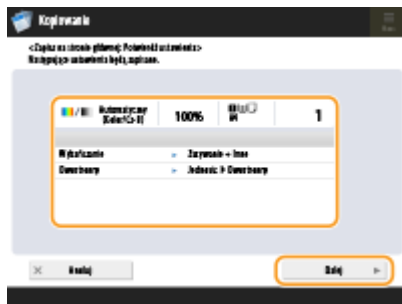 Kopiowanie
<Zapisz na stronie głównej: Potwierdź ustawienia>
Następujące ustawienia będą zapisane.
Automatyczny (Kolor/Cz-B)
100%
1
Wykańczanie
Zszywanie + Inne
Dwustronny
Jednostr. > Dwustronny
Anuluj
Dalej